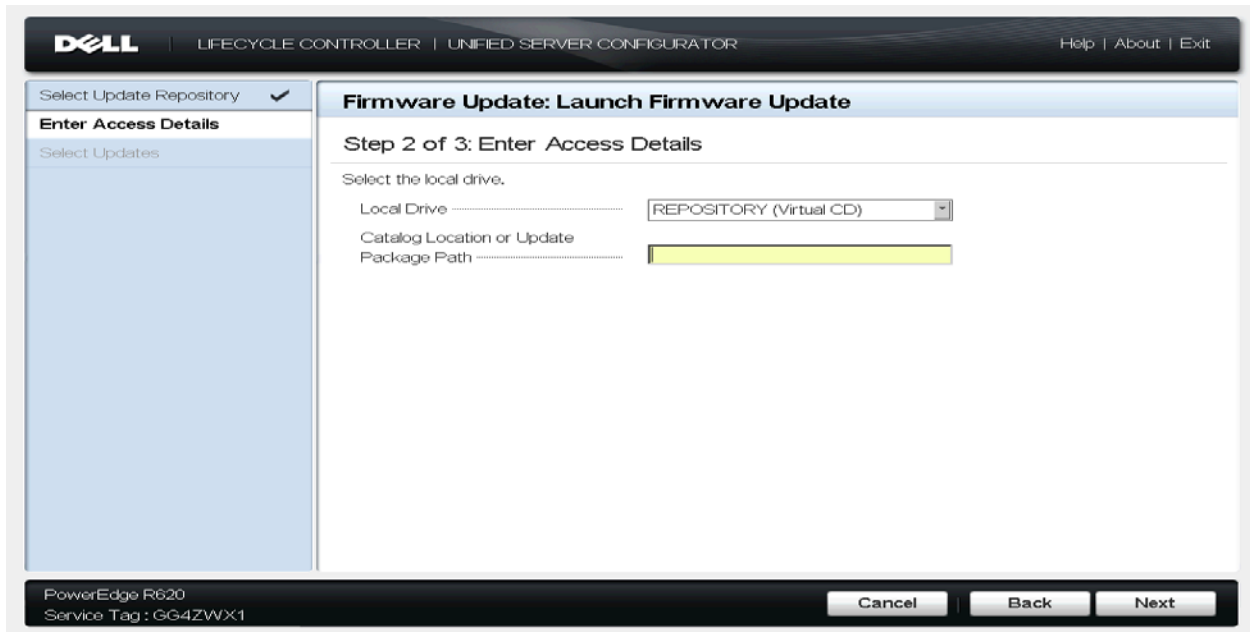 DELL | LIFECYCLE CONTROLLER | UNIFIED SERVER CONFIGURATOR
Help | About | Exit
Select Update Repository
Enter Access Details
Select Updates
Firmware Update: Launch Firmware Update
Step 2 of 3: Enter Access Details
Select the local drive.
Local Drive
REPOSITORY (Virtual CD)
Catalog Location or Update
Package Path
PowerEdge R620
Service Tag : GG4ZWX1
Cancel | Back Next